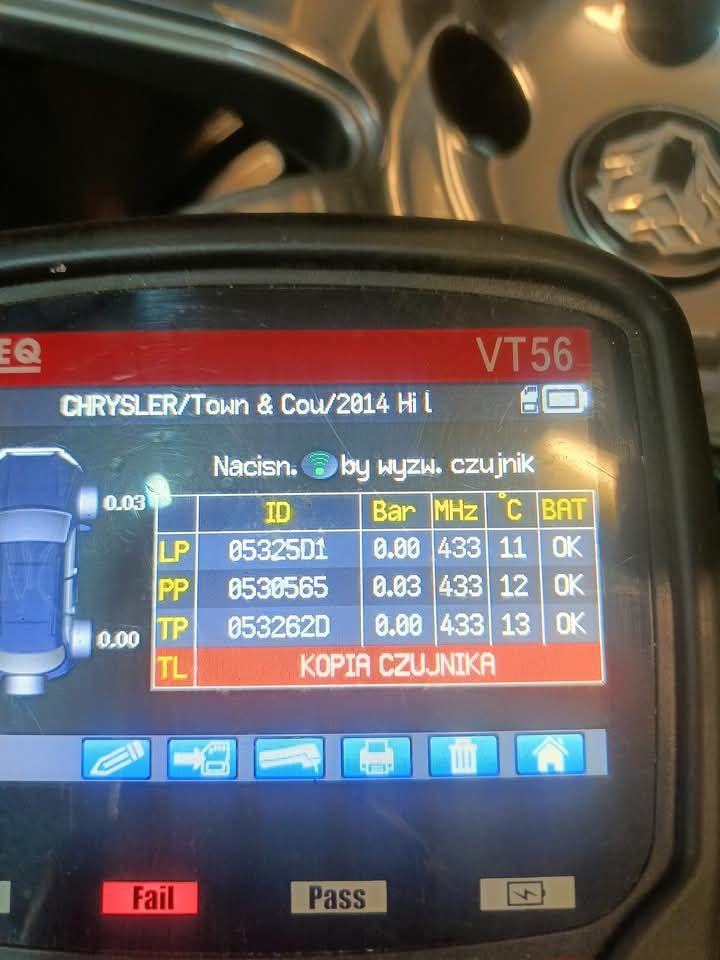 EQ VT56
CHRYSLER/Town & Cou/2014 Hi l
Nacisn. by wyzw. czujnik
0.03
ID Bar MHz °C BAT
LP 05325D1 0.00 433 11 OK
PP 0530565 0.03 433 12 OK
TP 053262D 0.00 433 13 OK
0.00
TL KOPIA CZUJNIKA
Fail Pass